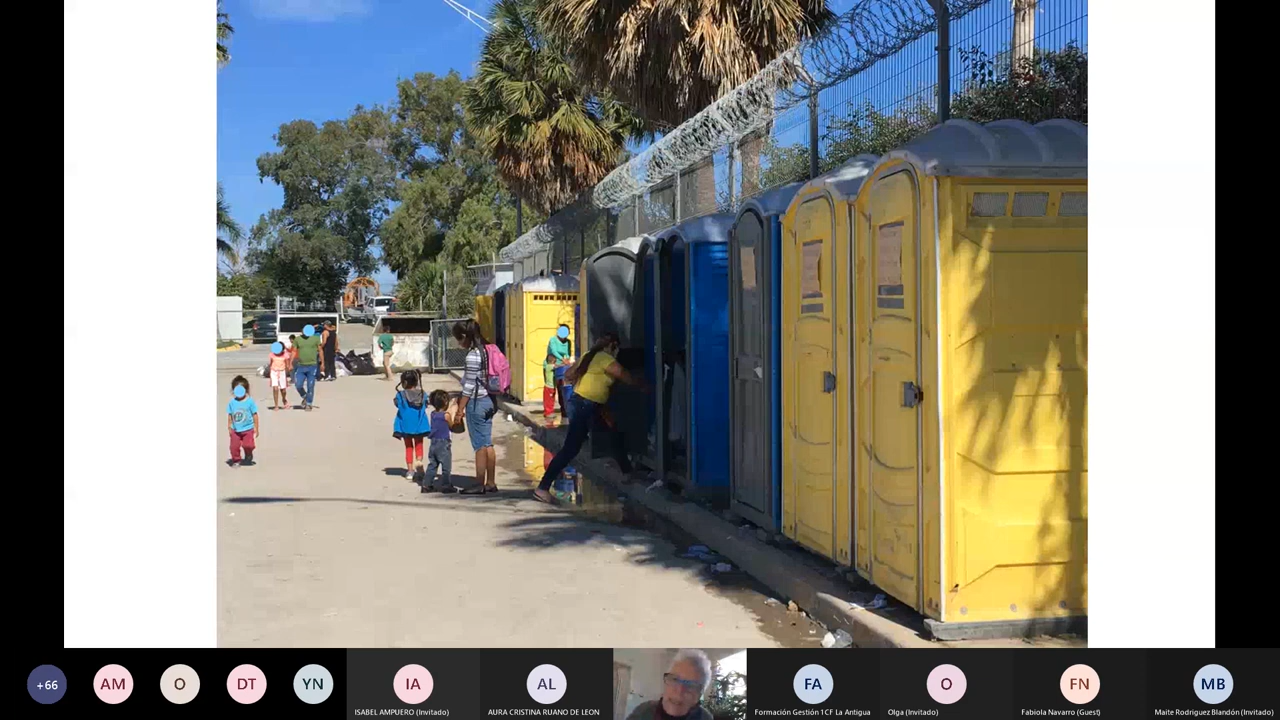 +66
AM
O
DT
YN
IA
AL
FA
O
FN
MB
ISABEL AMPUERO (Invitado)
AURA CRISTINA RUANO DE LEON
Formación Gestión 1CF La Antigua
Olga (Invitado)
Fabiola Navarro (Guest)
Maite Rodriguez Blandón (Invitado)